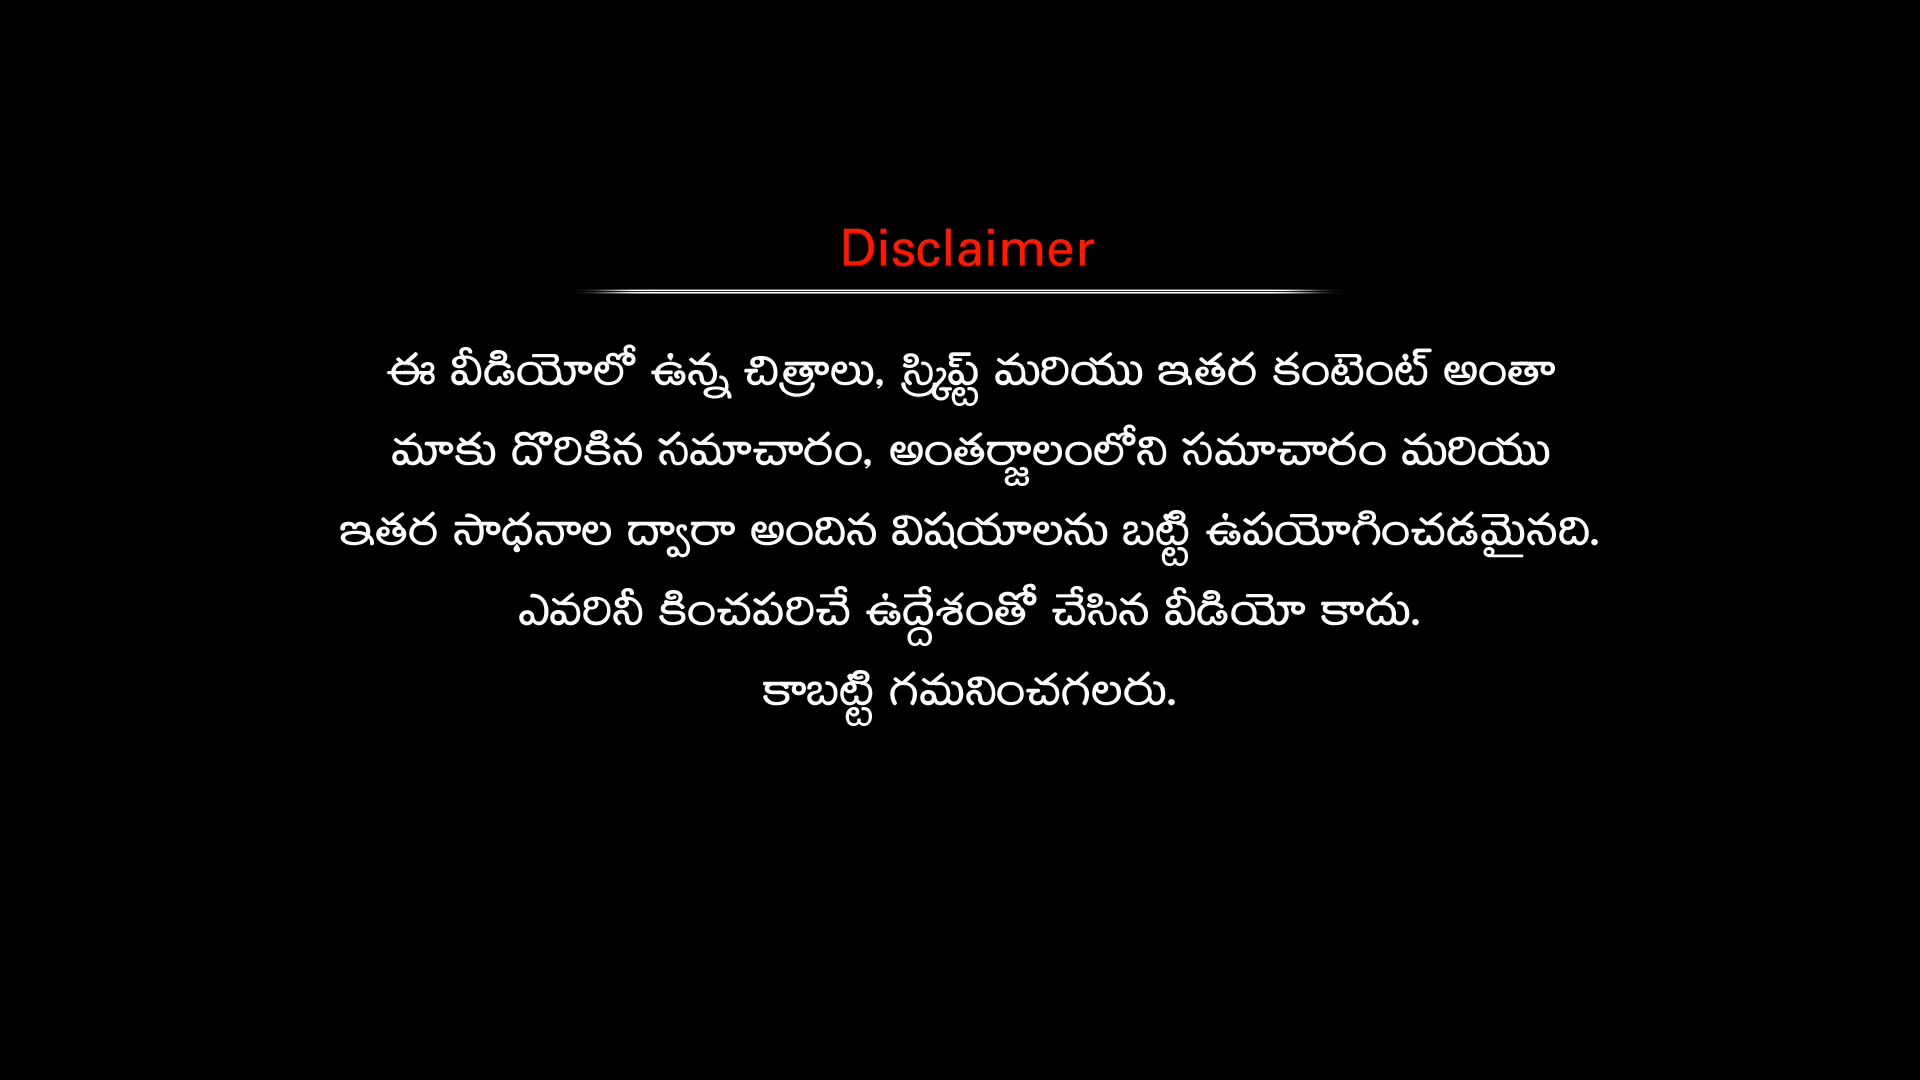 Disclaimer
ఈ వీడియోలో ఉన్న చిత్రాలు, స్క్రిప్ట్ మరియు ఇతర కంటెంట్ అంతా
మాకు దొరికిన సమాచారం, అంతర్జాలంలోని సమాచారం మరియు
ఇతర సాధనాల ద్వారా అందిన విషయాలను బట్టి ఉపయోగించడమైనది.
ఎవరినీ కించపరిచే ఉద్దేశంతో చేసిన వీడియో కాదు.
కాబట్టి గమనించగలరు.